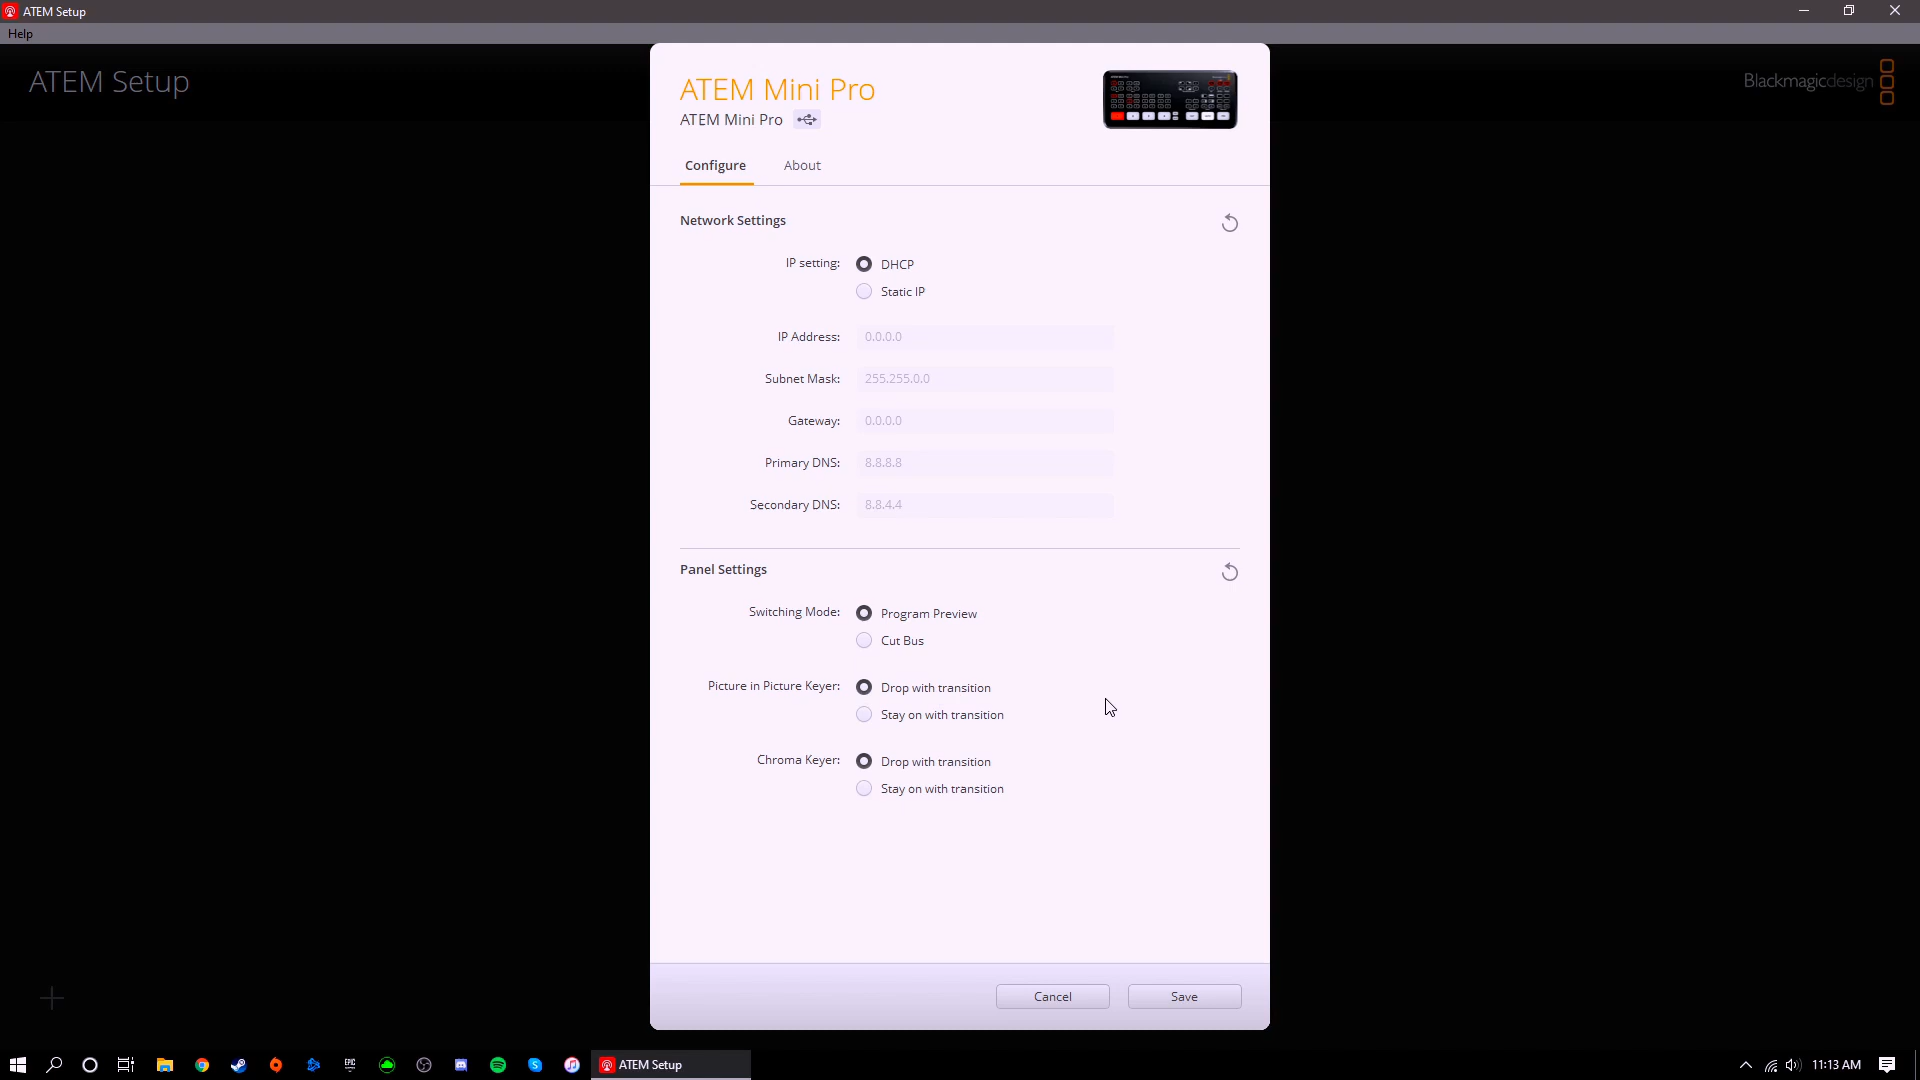 ATEM Setup
Help
ATEM Setup
Blackmagicdesign
ATEM Mini Pro
ATEM Mini Pro
Configure
About
Network Settings
IP setting:
DHCP
Static IP
IP Address:
0.0.0.0
Subnet Mask:
255.255.0.0
Gateway:
0.0.0.0
Primary DNS:
8.8.8.8
Secondary DNS:
8.8.4.4
Panel Settings
Switching Mode:
Program Preview
Cut Bus
Picture in Picture Keyer:
Drop with transition
Stay on with transition
Chroma Keyer:
Drop with transition
Stay on with transition
Cancel
Save
EPIC
ATEM Setup
11:13 AM